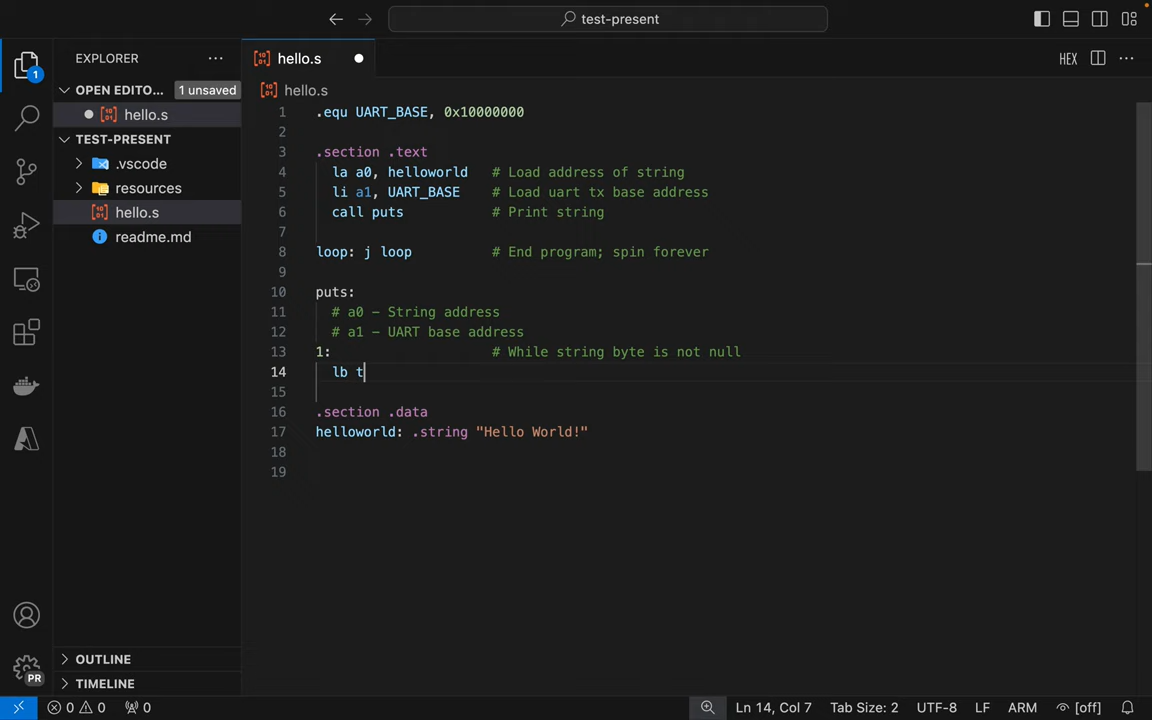 test-present
EXPLORER
hello.s
HEX
OPEN EDITO...
1 unsaved
hello.s
hello.s
TEST-PRESENT
.vscode
resources
hello.s
readme.md
1
1 .equ UART_BASE, 0x10000000
2
3 .section .text
4 la a0, helloworld # Load address of string
5 li a1, UART_BASE # Load uart tx base address
6 call puts # Print string
7
8 loop: j loop # End program; spin forever
9
10 puts:
11 # a0 - String address
12 # a1 - UART base address
13 1: # While string byte is not null
14 lb t
15
16 .section .data
17 helloworld: .string "Hello World!"
18
19
OUTLINE
TIMELINE
PR
0 0 0
Ln 14, Col 7
Tab Size: 2
UTF-8
LF
ARM
[off]